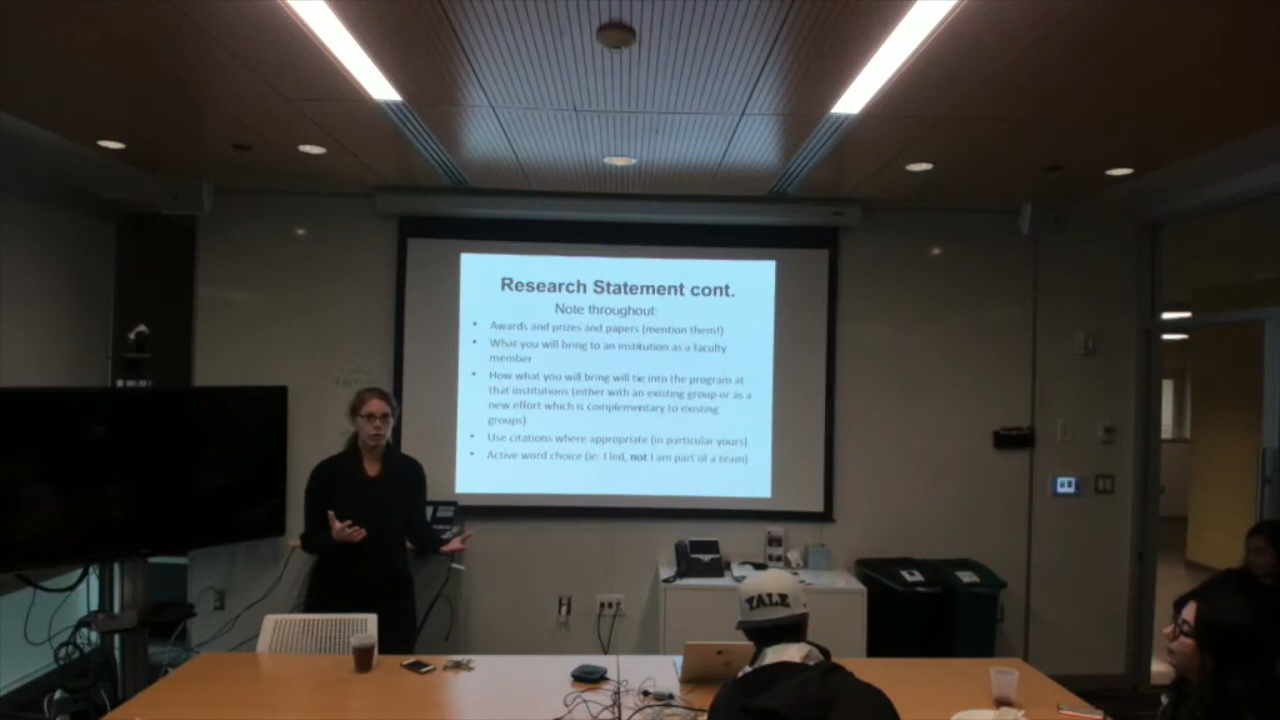 Research Statement cont.
Note throughout:
• Awards and prizes and papers (mention them!)
• What you will bring to an institution as a faculty
member
• How what you will bring will tie into the program at
that institutions (either with an existing group or as a
new effort which is complementary to existing
groups)
• Use citations where appropriate (in particular yours)
• Active word choice (ie: I led, not I am part of a team)
YALE